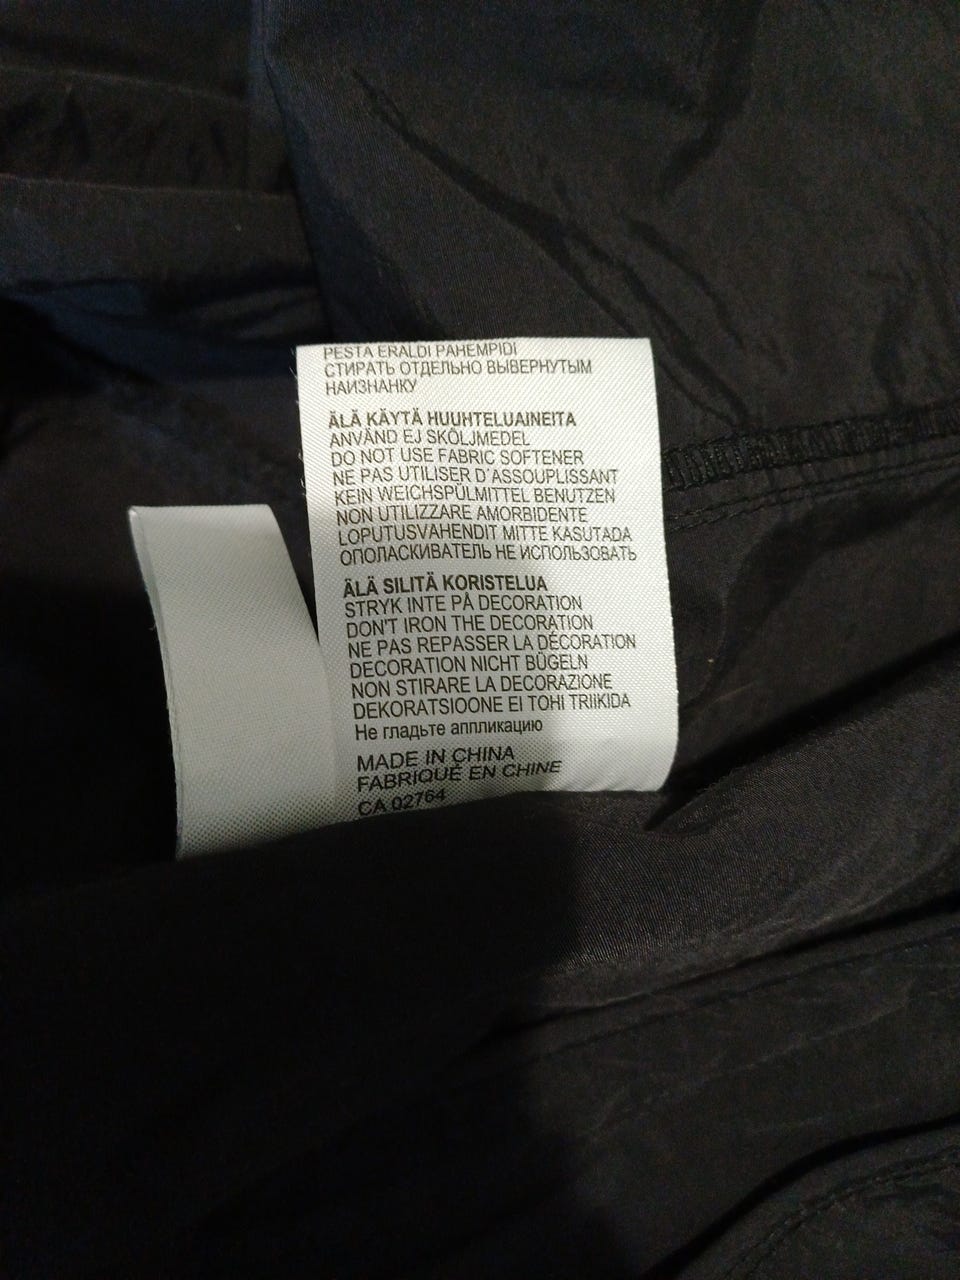 PESTA ERALDI PAHEMPIDI
СТИРАТЬ ОТДЕЛЬНО ВЫВЕРНУТЫМ
НАИЗНАНКУ
ÄLÄ KÄYTÄ HUUHTELUAINEITA
ANVÄND EJ SKÖLJMEDEL
DO NOT USE FABRIC SOFTENER
NE PAS UTILISER D´ASSOUPLISSANT
KEIN WEICHSPÜLMITTEL BENUTZEN
NON UTILIZZARE AMORBIDENTE
LOPUTUSVAHENDIT MITTE KASUTADA
ОПОЛАСКИВАТЕЛЬ НЕ ИСПОЛЬЗОВАТЬ
ÄLÄ SILITÄ KORISTELUA
STRYK INTE PÅ DECORATION
DON'T IRON THE DECORATION
NE PAS REPASSER LA DÉCORATION
DECORATION NICHT BÜGELN
NON STIRARE LA DECORAZIONE
DEKORATSIOONE EI TOHI TRIIKIDA
Не гладьте аппликацию
MADE IN CHINA
FABRIQUÉ EN CHINE
CA 02764